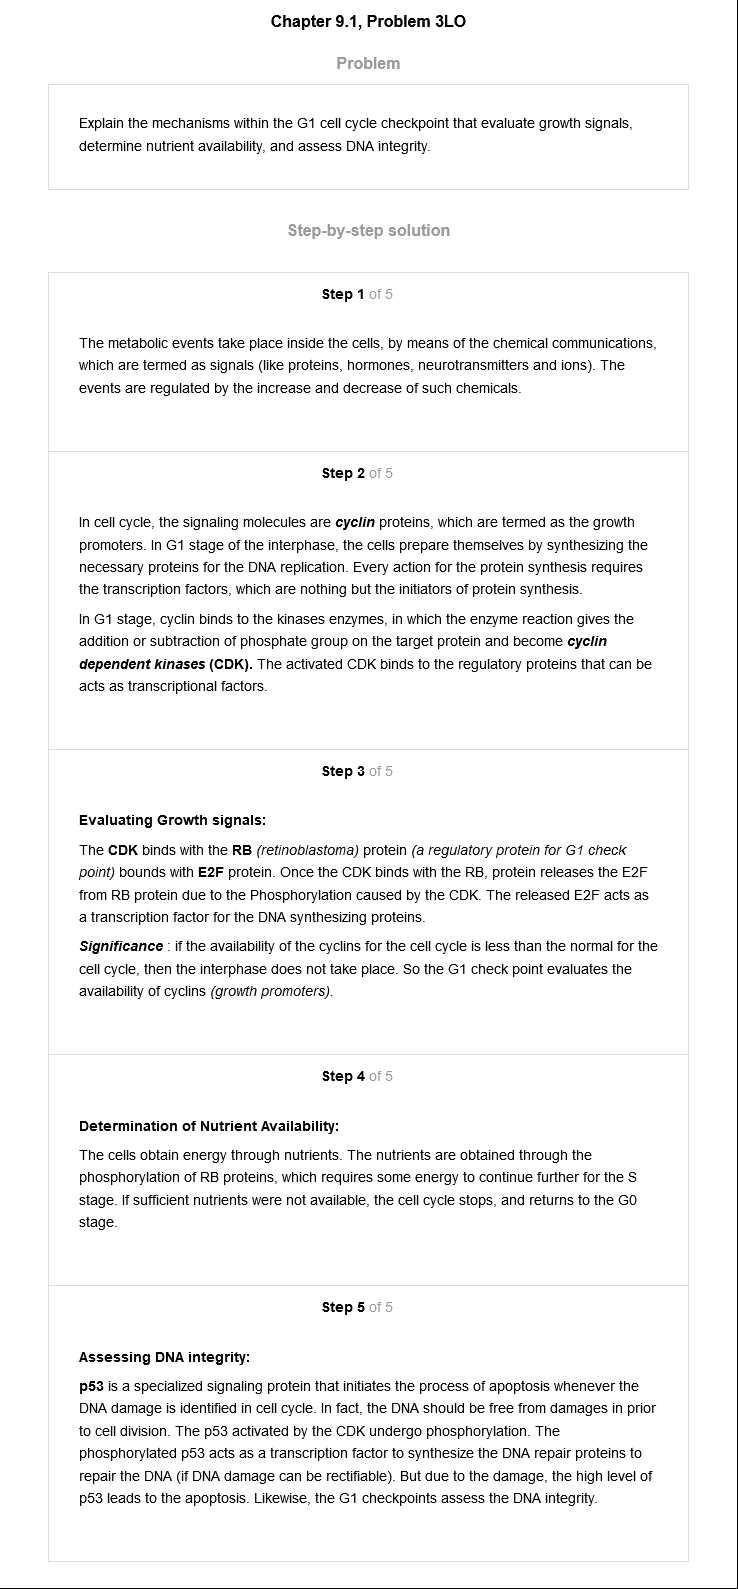 Chapter 9.1, Problem 3LO
Problem
Explain the mechanisms within the G1 cell cycle checkpoint that evaluate growth signals,
determine nutrient availability, and assess DNA integrity.
Step-by-step solution
Step 1 of 5
The metabolic events take place inside the cells, by means of the chemical communications,
which are termed as signals (like proteins, hormones, neurotransmitters and ions). The
events are regulated by the increase and decrease of such chemicals.
Step 2 of 5
In cell cycle, the signaling molecules are cyclin proteins, which are termed as the growth
promoters. In G1 stage of the interphase, the cells prepare themselves by synthesizing the
necessary proteins for the DNA replication. Every action for the protein synthesis requires
the transcription factors, which are nothing but the initiators of protein synthesis.
In G1 stage, cyclin binds to the kinases enzymes, in which the enzyme reaction gives the
addition or subtraction of phosphate group on the target protein and become cyclin
dependent kinases (CDK). The activated CDK binds to the regulatory proteins that can be
acts as transcriptional factors.
Step 3 of 5
Evaluating Growth signals:
The CDK binds with the RB (retinoblastoma) protein (a regulatory protein for G1 check
point) bounds with E2F protein. Once the CDK binds with the RB, protein releases the E2F
from RB protein due to the Phosphorylation caused by the CDK. The released E2F acts as
a transcription factor for the DNA synthesizing proteins.
Significance : if the availability of the cyclins for the cell cycle is less than the normal for the
cell cycle, then the interphase does not take place. So the G1 check point evaluates the
availability of cyclins (growth promoters).
Step 4 of 5
Determination of Nutrient Availability:
The cells obtain energy through nutrients. The nutrients are obtained through the
phosphorylation of RB proteins, which requires some energy to continue further for the S
stage. If sufficient nutrients were not available, the cell cycle stops, and returns to the G0
stage.
Step 5 of 5
Assessing DNA integrity:
p53 is a specialized signaling protein that initiates the process of apoptosis whenever the
DNA damage is identified in cell cycle. In fact, the DNA should be free from damages in prior
to cell division. The p53 activated by the CDK undergo phosphorylation. The
phosphorylated p53 acts as a transcription factor to synthesize the DNA repair proteins to
repair the DNA (if DNA damage can be rectifiable). But due to the damage, the high level of
p53 leads to the apoptosis. Likewise, the G1 checkpoints assess the DNA integrity.